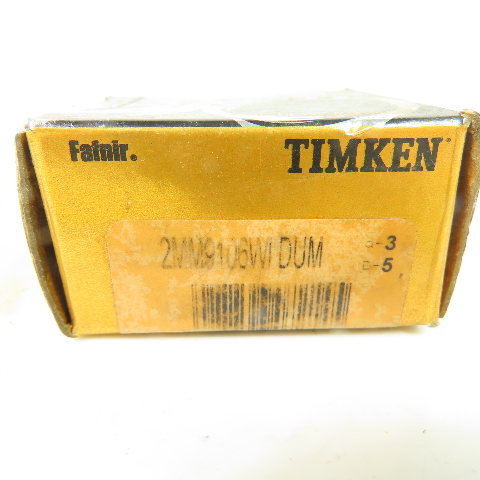 Fafnir® TIMKEN®
2MM9106WI DUM B-3
D-5